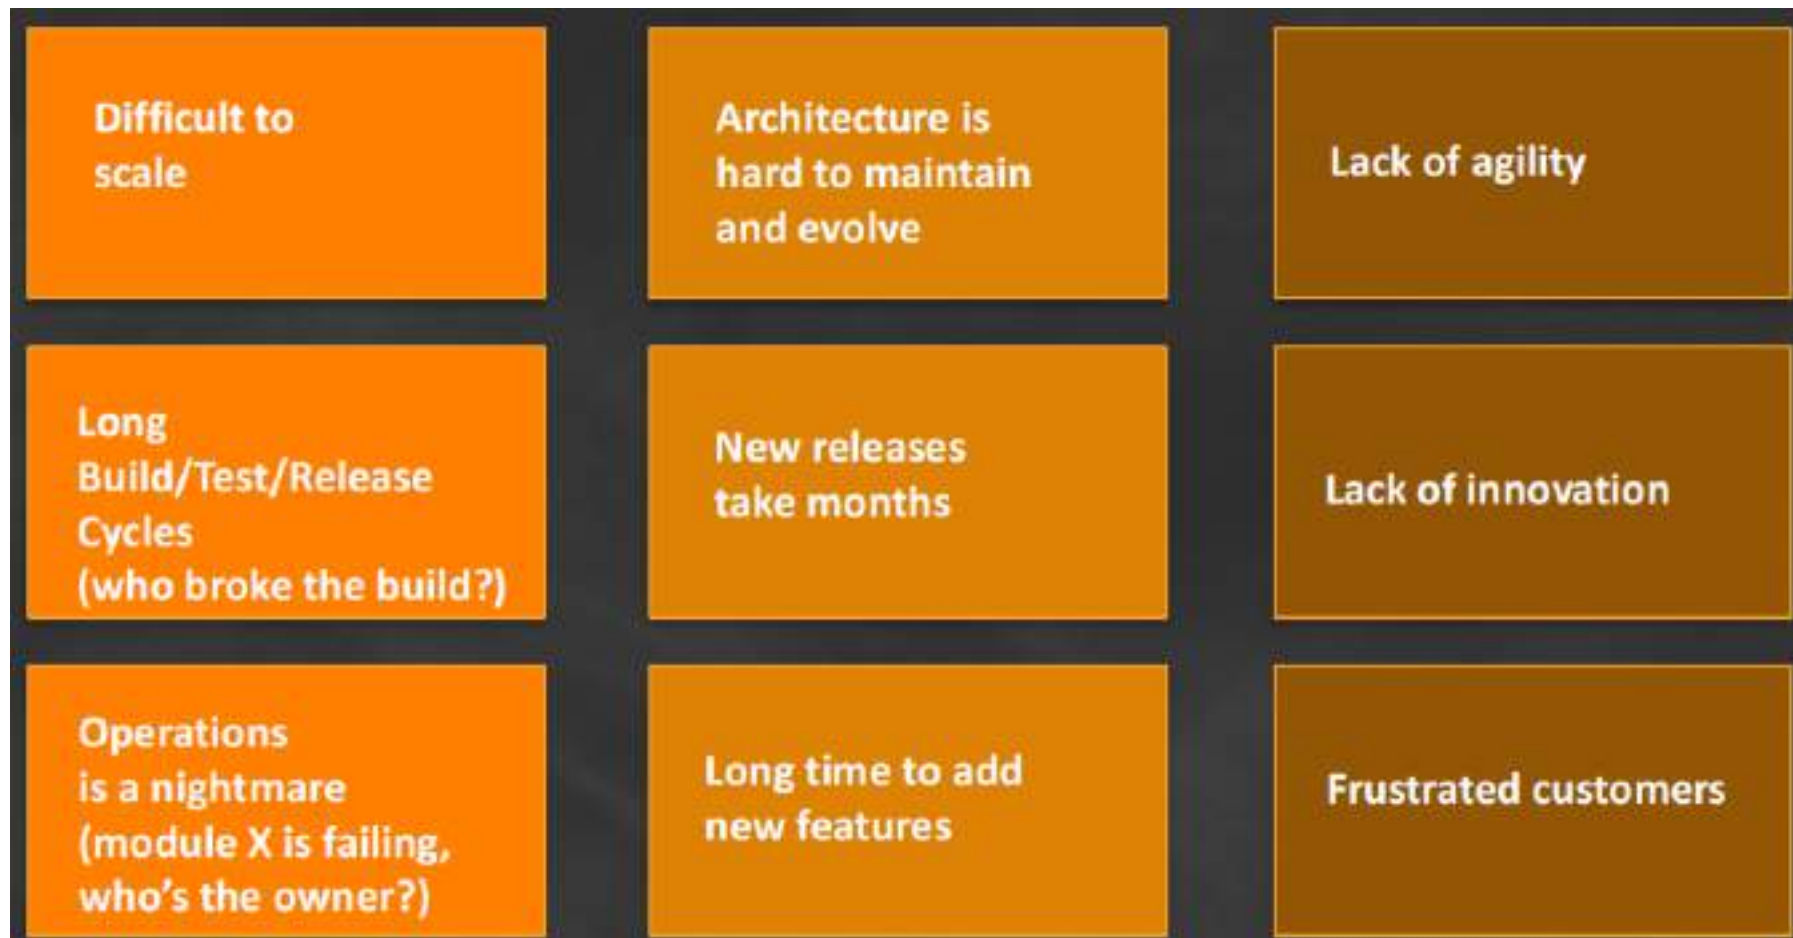 Difficult to
scale
Architecture is
hard to maintain
and evolve
Lack of agility
Long
Build/Test/Release
Cycles
(who broke the build?)
New releases
take months
Lack of innovation
Operations
is a nightmare
(module X is failing,
who's the owner?)
Long time to add
new features
Frustrated customers